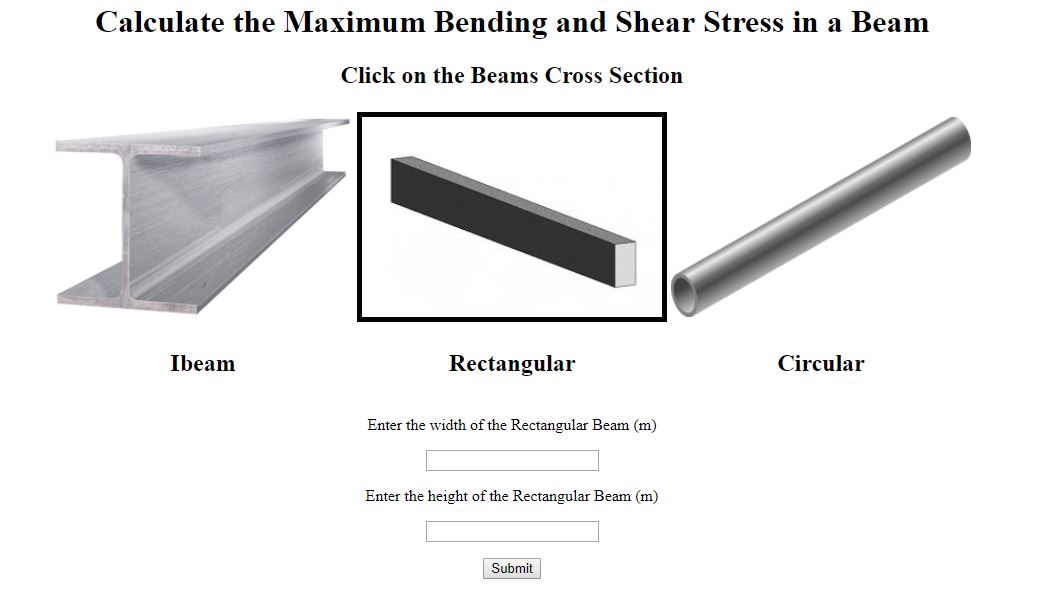 Calculate the Maximum Bending and Shear Stress in a Beam
Click on the Beams Cross Section
Ibeam
Rectangular
Circular
Enter the width of the Rectangular Beam (m)
Enter the height of the Rectangular Beam (m)
Submit